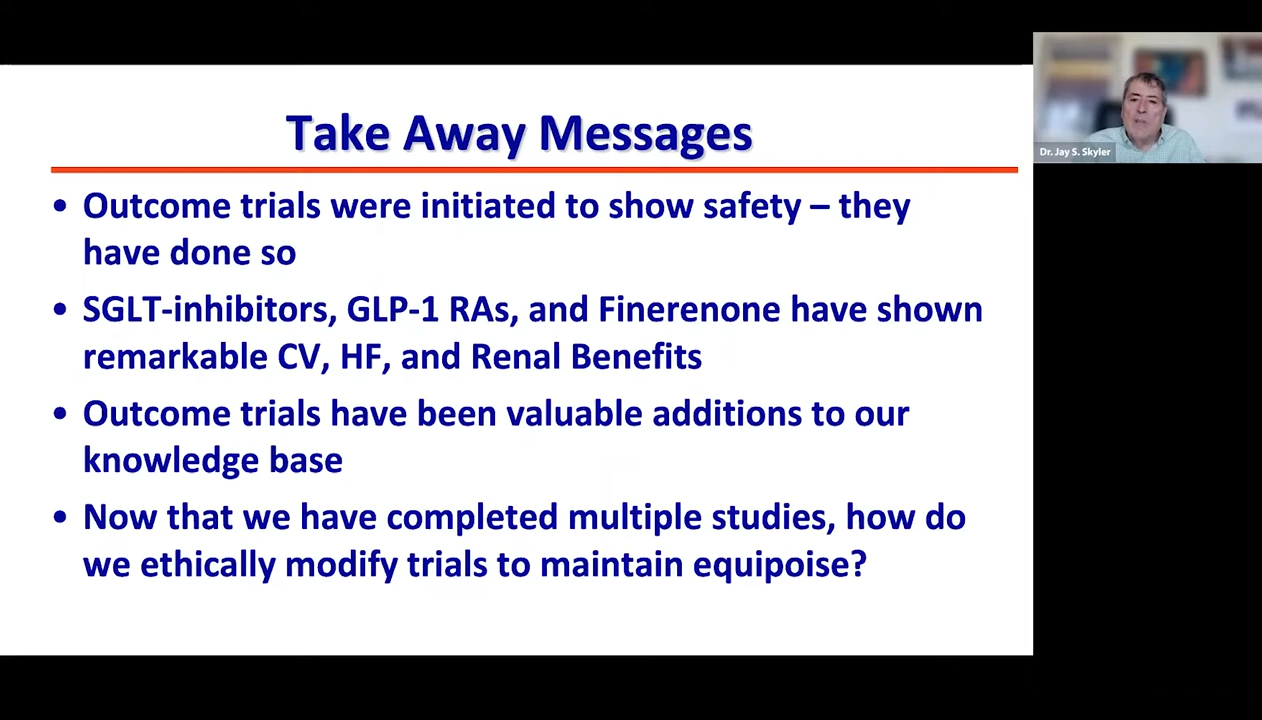 Take Away Messages
• Outcome trials were initiated to show safety – they
have done so
• SGLT-inhibitors, GLP-1 RAs, and Finerenone have shown
remarkable CV, HF, and Renal Benefits
• Outcome trials have been valuable additions to our
knowledge base
• Now that we have completed multiple studies, how do
we ethically modify trials to maintain equipoise?
Dr. Jay S. Skyler